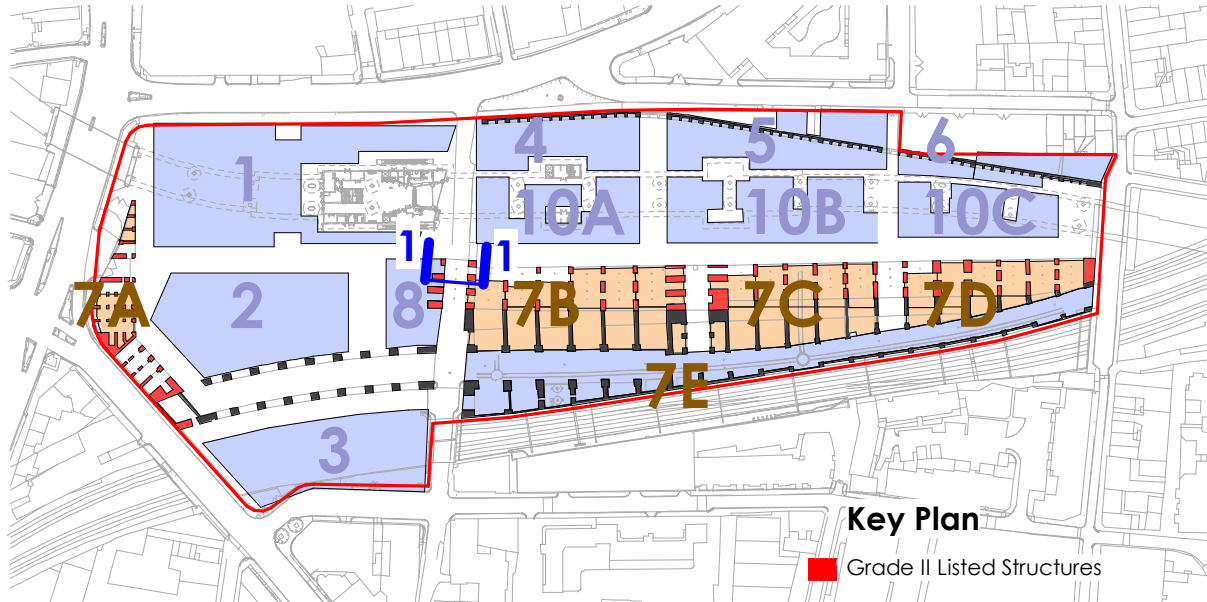 4
5
6
1
10A
10B
10C
1
1
7A
2
8
7B
7C
7D
7E
3
Key Plan
Grade II Listed Structures